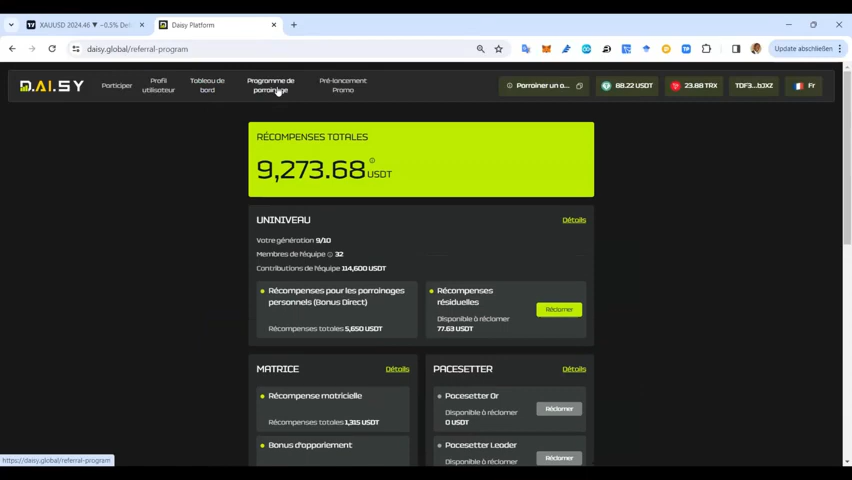 XAUUSD 2024.46 ▼ −0.5%
Daisy Platform
daisy.global/referral-program
Update abschließen
D.AI.SY
Participer
Profil
utilisateur
Tableau de
bord
Programme de
parrainage
Pré-lancement
Promo
Parrainer un a...
88.22 USDT
23.88 TRX
TDF3...bJXZ
Fr
RÉCOMPENSES TOTALES
9,273.68 USDT
UNINIVEAU
Détails
Votre génération 9/10
Membres de l'équipe 32
Contributions de l'équipe 114,600 USDT
Récompenses pour les parrainages
personnels (Bonus Direct)
Récompenses totales 5,650 USDT
Récompenses
résiduelles
Disponible à réclamer
77.63 USDT
Réclamer
MATRICE
Détails
Récompense matricielle
Récompenses totales 1,315 USDT
Bonus d'appariement
PACESETTER
Détails
Pacesetter Or
Disponible à réclamer
0 USDT
Réclamer
Pacesetter Leader
Disponible à réclamer
Réclamer
https://daisy.global/referral-program